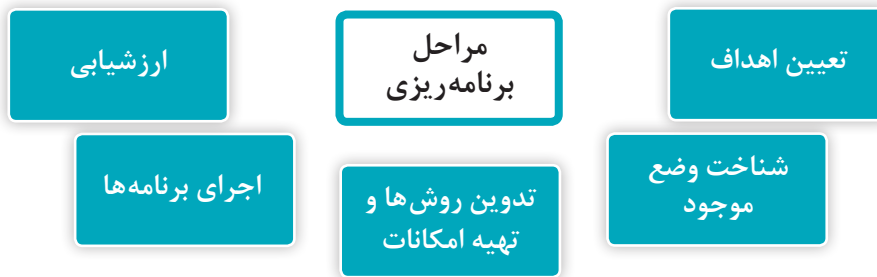 مراحل
برنامه‌ریزی
تعیین اهداف
شناخت وضع
موجود
تدوین روش‌ها و
تهیه امکانات
اجرای برنامه‌ها
ارزشیابی